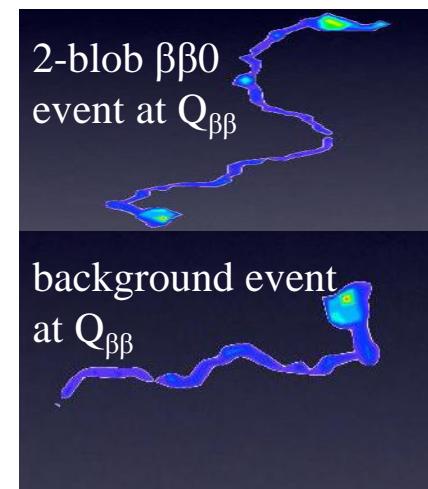 2-blob ββ0
event at Qββ
background event
at Qββ